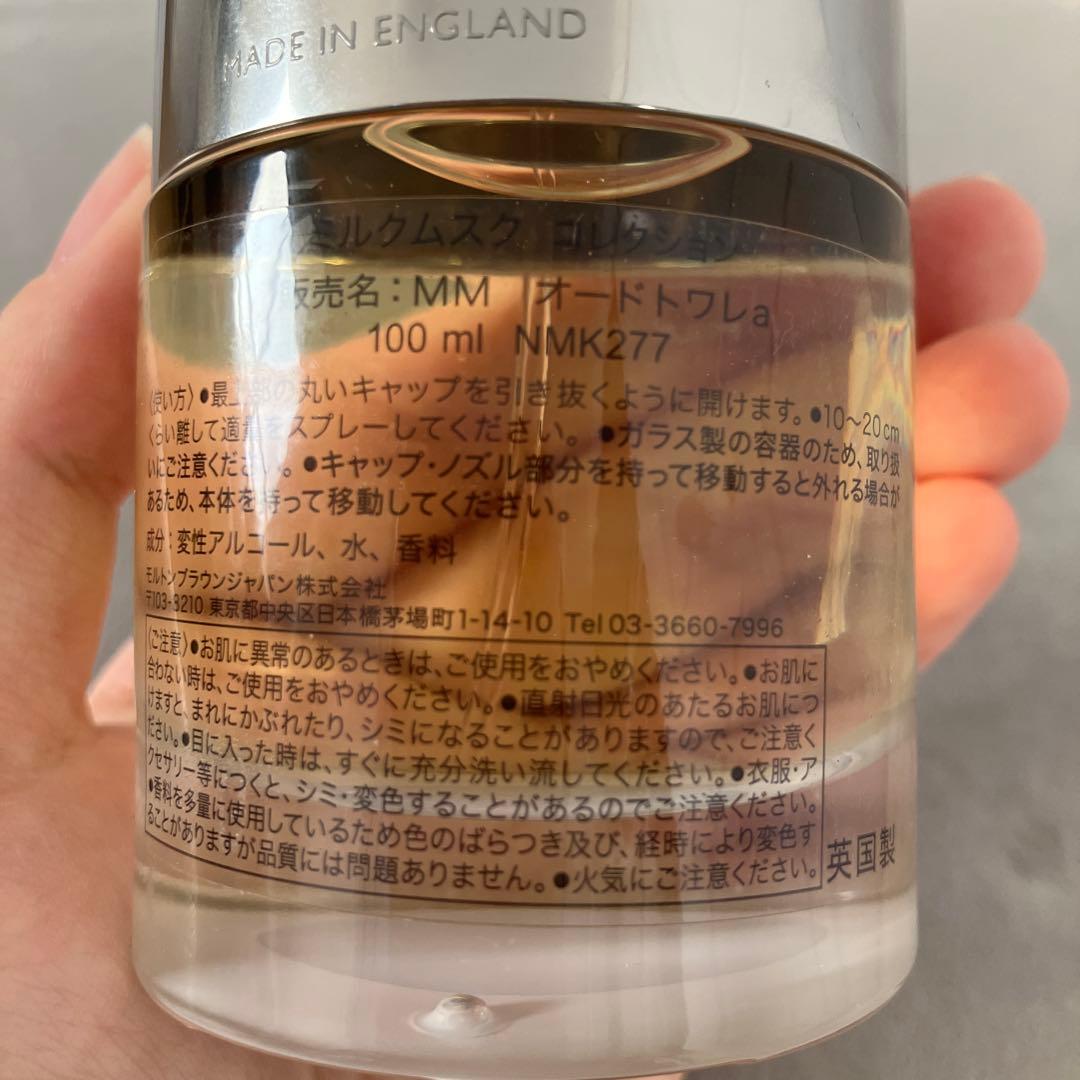 MADE IN ENGLAND
ミルクムスク コレクション
販売名：MM オードトワレa
100 ml NMK277
〈使い方〉●最上部の丸いキャップを引き抜くように開けます。●10～20cm
くらい離して適量をスプレーしてください。●ガラス製の容器のため、取り扱
いにご注意ください。●キャップ・ノズル部分を持って移動すると外れる場合が
あるため、本体を持って移動してください。
成分：変性アルコール、水、香料
モルトンブラウンジャパン株式会社
〒103-8210 東京都中央区日本橋茅場町1-14-10 Tel 03-3660-7996
〈ご注意〉●お肌に異常のあるときは、ご使用をおやめください。●お肌に
合わない時は、ご使用をおやめください。●直射日光のあたるお肌につ
けますと、まれにかぶれたり、シミになることがありますので、ご注意く
ださい。●目に入った時は、すぐに充分洗い流してください。●衣服・ア
クセサリー等につくと、シミ・変色することがあるのでご注意ください。
●香料を多量に使用しているため色のばらつき及び、経時により変色す
ることがありますが品質には問題ありません。●火気にご注意ください。
英国製